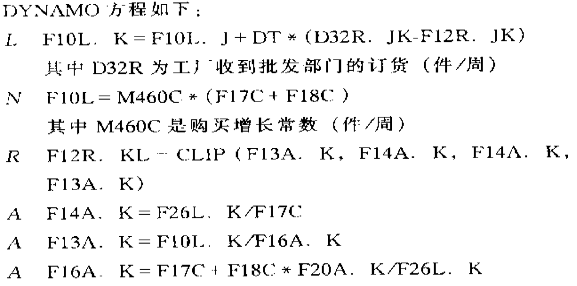 DYNAMO 方程如下:
L F10L. K = F10L. J + DT * (D32R. JK-F12R. JK)
其中 D32R 为工厂收到批发部门的订货 (件/周)
N F10L = M460C * (F17C + F18C)
其中 M460C 是购买增长常数 (件/周)
R F12R. KL = CLIP (F13A. K, F14A. K, F14A. K,
F13A. K)
A F14A. K = F26L. K/F17C
A F13A. K = F10L. K/F16A. K
A F16A. K = F17C + F18C * F20A. K/F26L. K